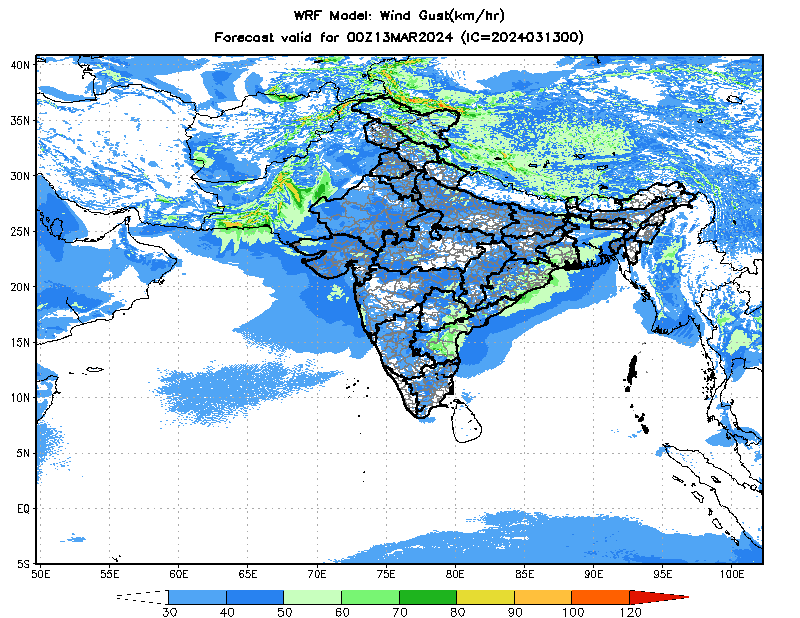 WRF Model: Wind Gust(km/hr)
Forecast valid for 00Z13MAR2024 (IC=2024031300)
40N
35N
30N
25N
20N
15N
10N
5N
EQ
5S
50E 55E 60E 65E 70E 75E 80E 85E 90E 95E 100E
30 40 50 60 70 80 90 100 120